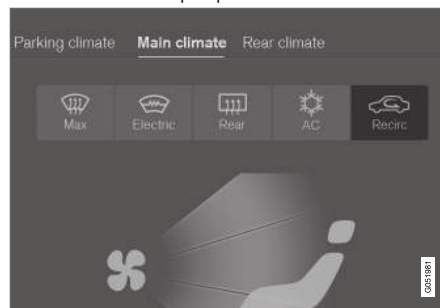 Parking climate Main climate Rear climate
Max Electric Rear AC Recirc
G051981